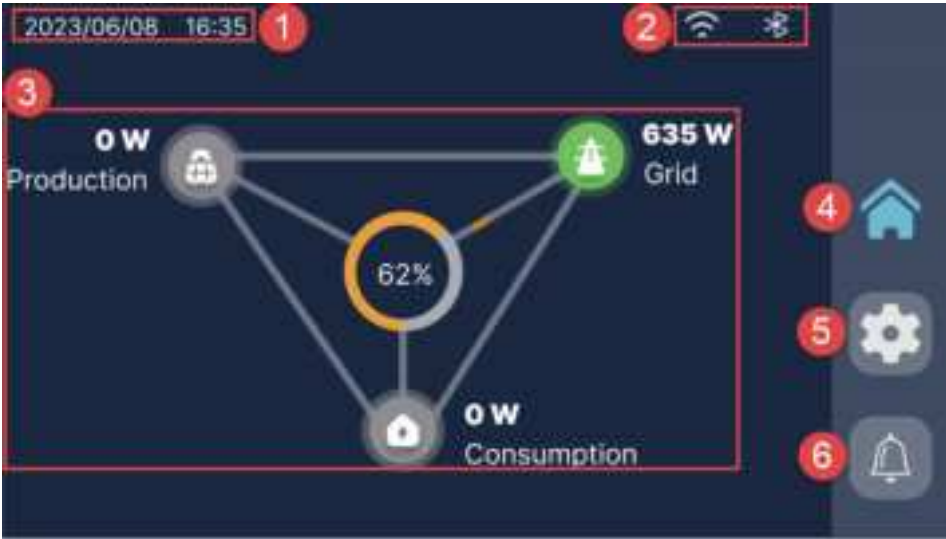 2023/06/08 16:35
1
2
3
0 W
Production
635 W
Grid
4
62%
5
0 W
Consumption
6